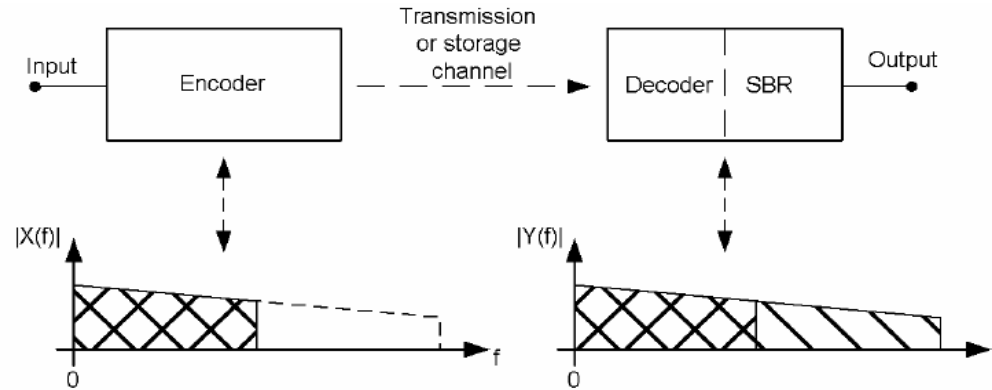 Transmission
or storage
channel
Input
Encoder
Decoder
SBR
Output
|X(f)|
f
0
|Y(f)|
0